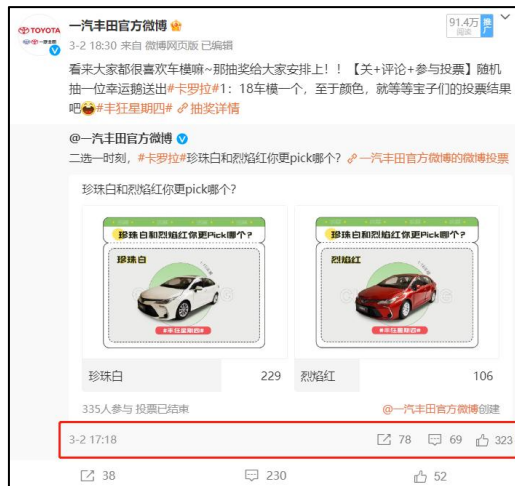 TOYOTA
一汽丰田官方微博
3-2 18:30 来自 微博网页版 已编辑
91.4万
阅读
推广
看来大家都很喜欢车模嘛~那抽奖给大家安排上！！【关+评论+参与投票】随机
抽一位幸运鹅送出#卡罗拉#1：18车模一个，至于颜色，就等等宝子们的投票结果
吧#丰狂星期四# 抽奖详情
@一汽丰田官方微博
二选一时刻，#卡罗拉#珍珠白和烈焰红你更pick哪个？一汽丰田官方微博的微博投票
珍珠白和烈焰红你更pick哪个？
珍珠白和烈焰红你更Pick哪个？
珍珠白
#丰狂星期四#
珍珠白和烈焰红你更Pick哪个？
烈焰红
#丰狂星期四#
珍珠白 229
烈焰红 106
335人参与 投票已结束
@一汽丰田官方微博创建
3-2 17:18
78 69 323
38 230 52